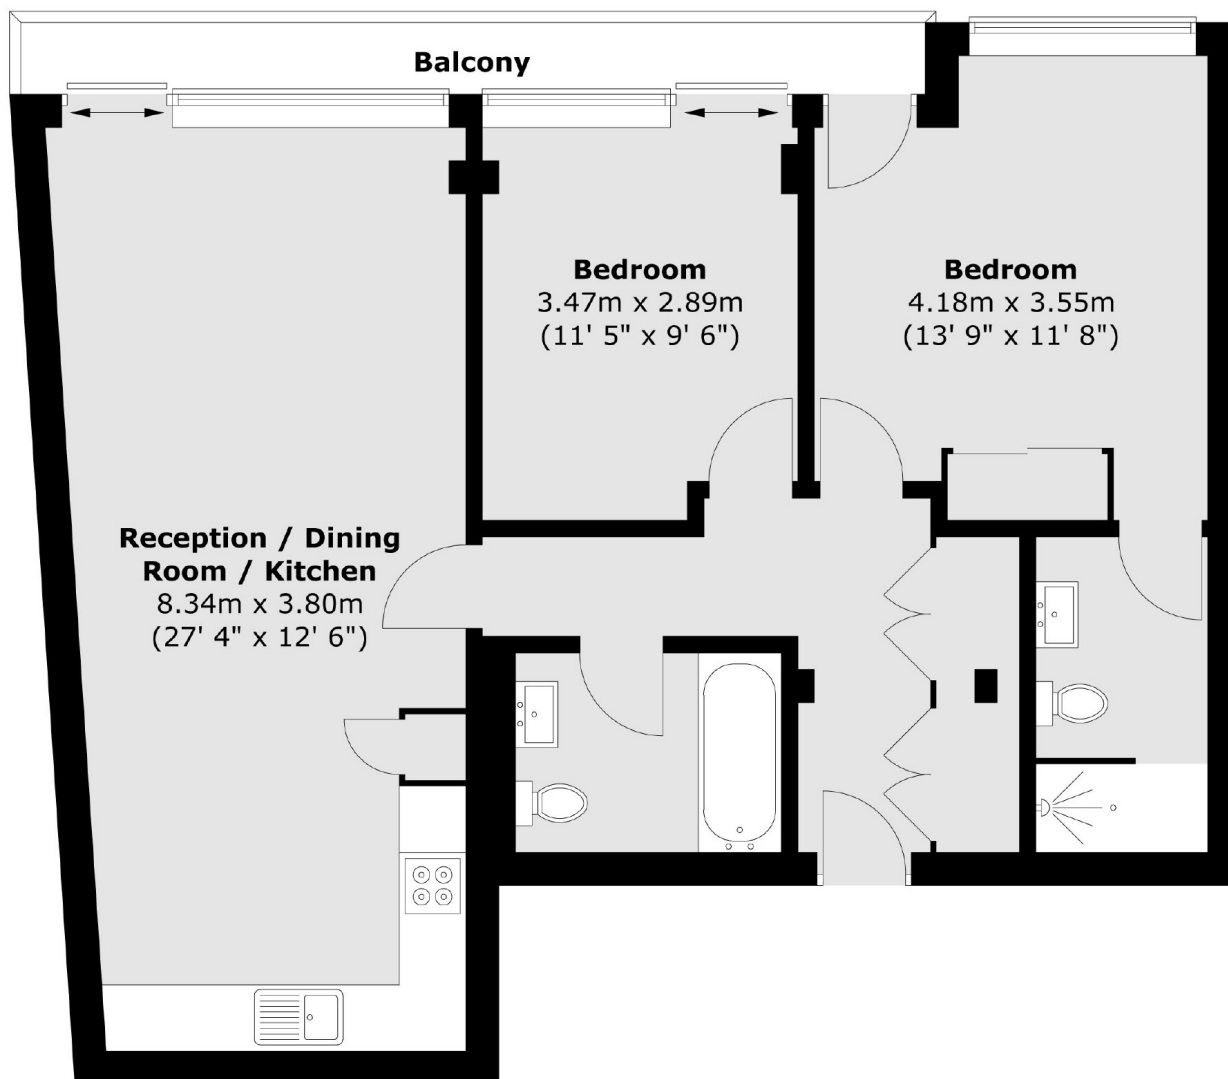 Balcony
Bedroom
3.47m x 2.89m
(11' 5" x 9' 6")
Bedroom
4.18m x 3.55m
(13' 9" x 11' 8")
Reception / Dining
Room / Kitchen
8.34m x 3.80m
(27' 4" x 12' 6")